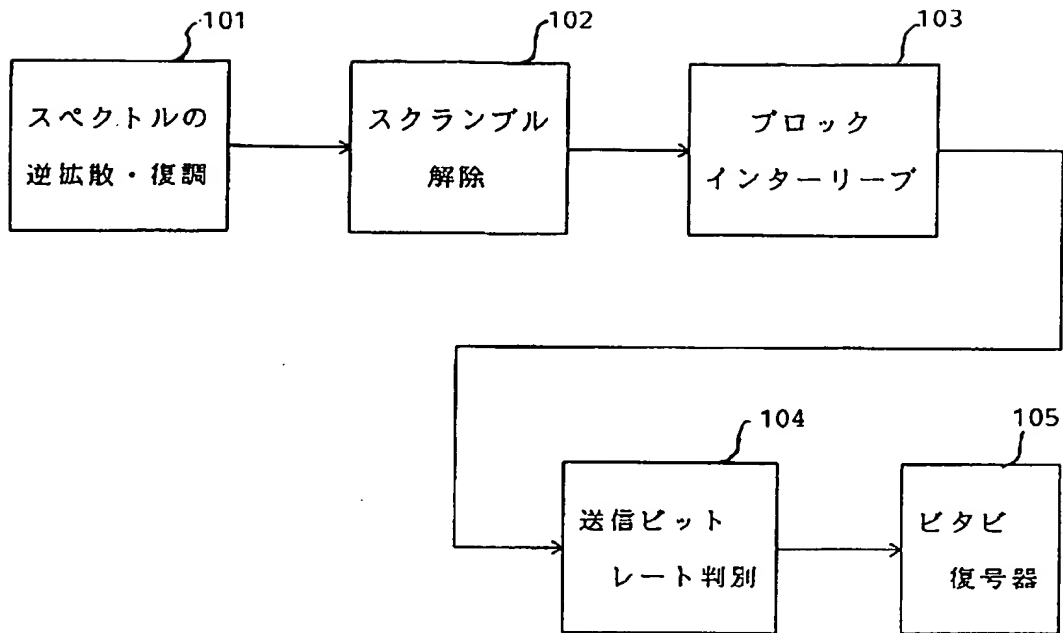 101
スペクトルの
逆拡散・復調
102
スクランブル
解除
103
ブロック
インターリーブ
104
送信ビット
レート判別
105
ビタビ
復号器